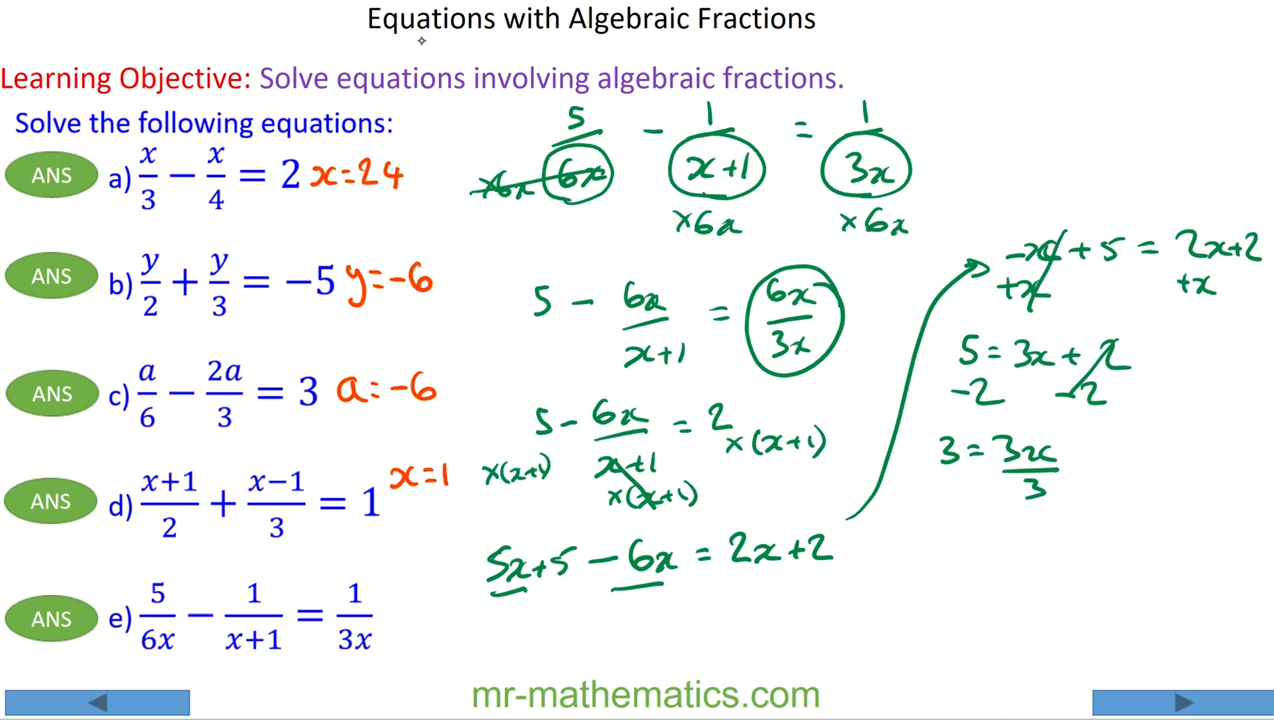 Equations with Algebraic Fractions
Learning Objective: Solve equations involving algebraic fractions.
Solve the following equations:
ANS a) x/3 − x/4 = 2 x=24
ANS b) y/2 + y/3 = −5 y=-6
ANS c) a/6 − 2a/3 = 3 a=-6
ANS d) (x+1)/2 + (x−1)/3 = 1 x=1
ANS e) 5/6x − 1/(x+1) = 1/3x
5/6x − 1/(x+1) = 1/3x
×6x ×6x ×6x
5 − 6x/(x+1) = 6x/3x
5 − 6x/(x+1) = 2
×(x+1) ×(x+1) ×(x+1)
5x+5 − 6x = 2x+2
-x + 5 = 2x+2
+x +x
5 = 3x + 2
-2 -2
3 = 3x
3
mr-mathematics.com